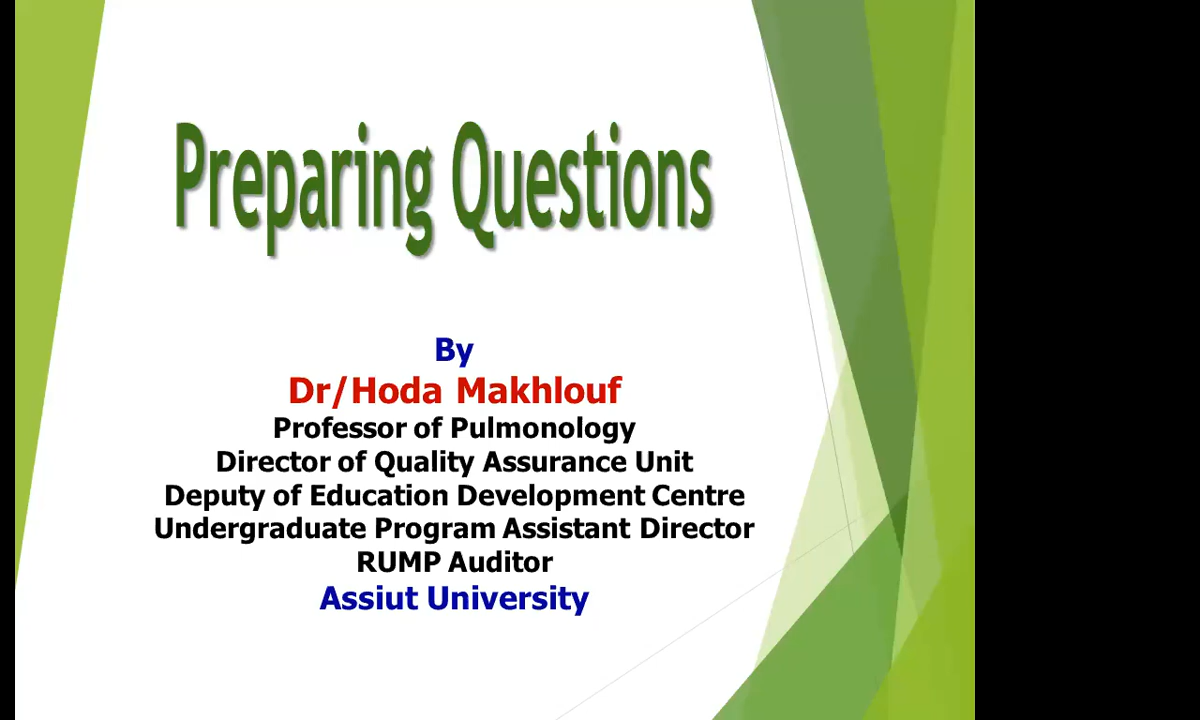 Preparing Questions
By
Dr/Hoda Makhlouf
Professor of Pulmonology
Director of Quality Assurance Unit
Deputy of Education Development Centre
Undergraduate Program Assistant Director
RUMP Auditor
Assiut University